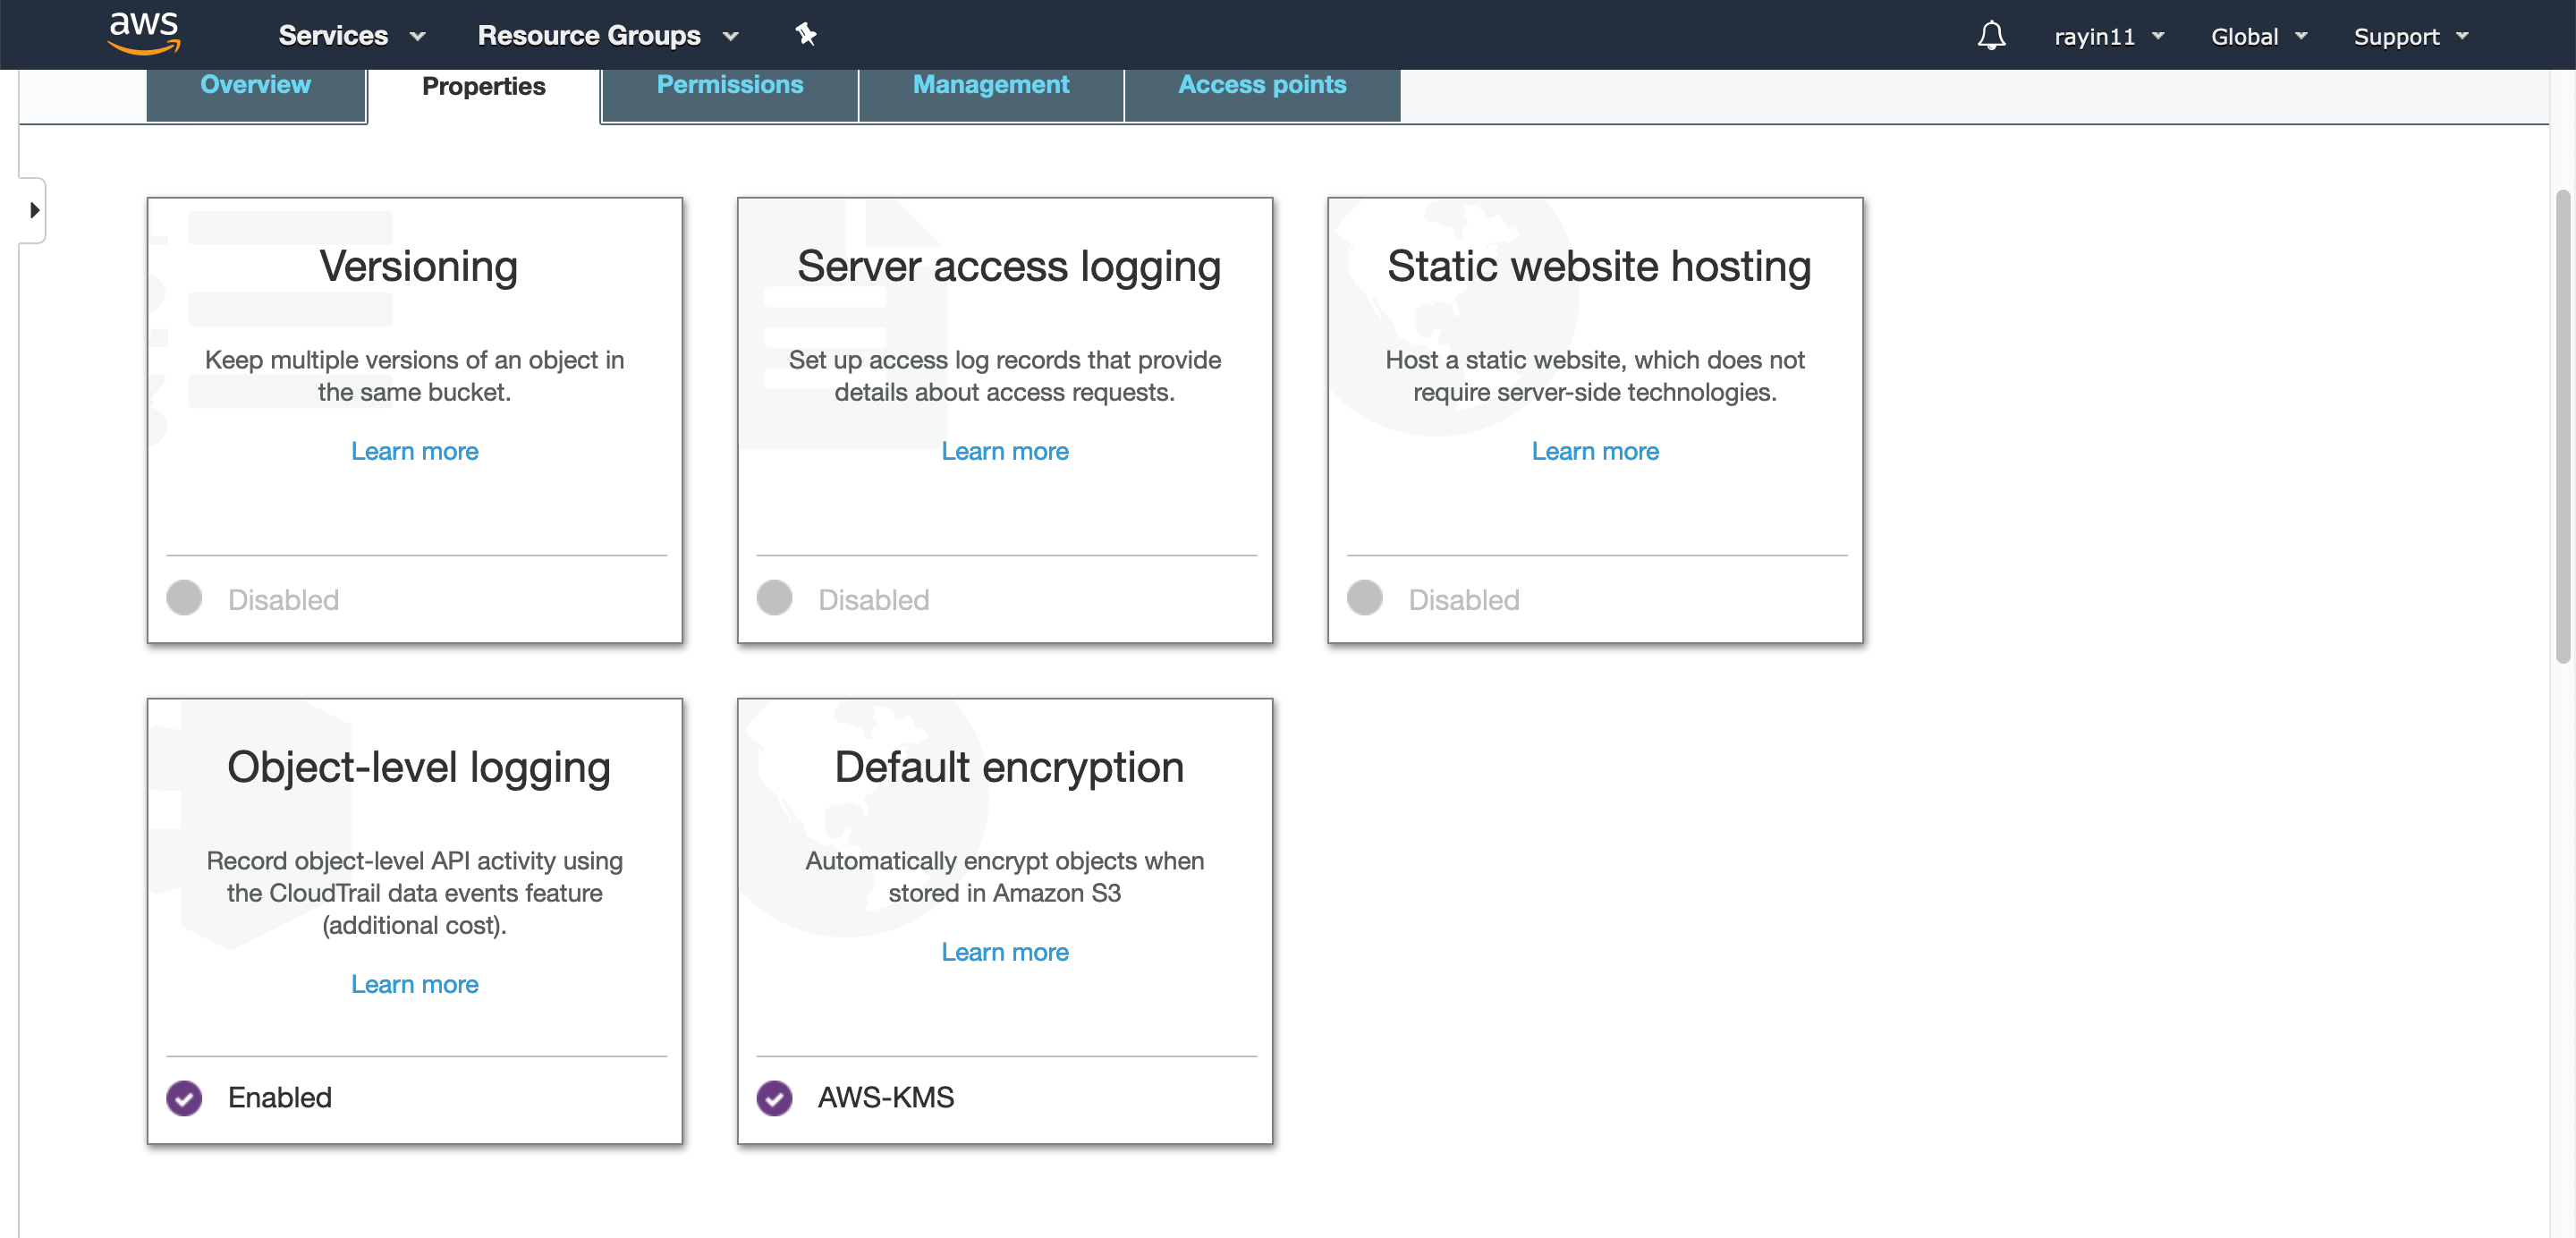 aws Services Resource Groups rayin11 Global Support
Overview Properties Permissions Management Access points
Versioning
Keep multiple versions of an object in
the same bucket.
Learn more
Disabled
Server access logging
Set up access log records that provide
details about access requests.
Learn more
Disabled
Static website hosting
Host a static website, which does not
require server-side technologies.
Learn more
Disabled
Object-level logging
Record object-level API activity using
the CloudTrail data events feature
(additional cost).
Learn more
Enabled
Default encryption
Automatically encrypt objects when
stored in Amazon S3
Learn more
AWS-KMS